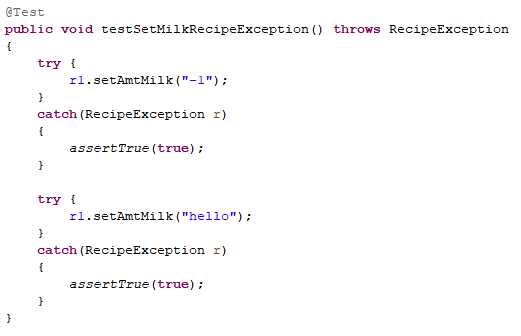 @Test
public void testSetMilkRecipeException() throws RecipeException
{
    try {
        r1.setAmtMilk("-1");
    }
    catch(RecipeException r)
    {
        assertTrue(true);
    }

    try {
        r1.setAmtMilk("hello");
    }
    catch(RecipeException r)
    {
        assertTrue(true);
    }
}